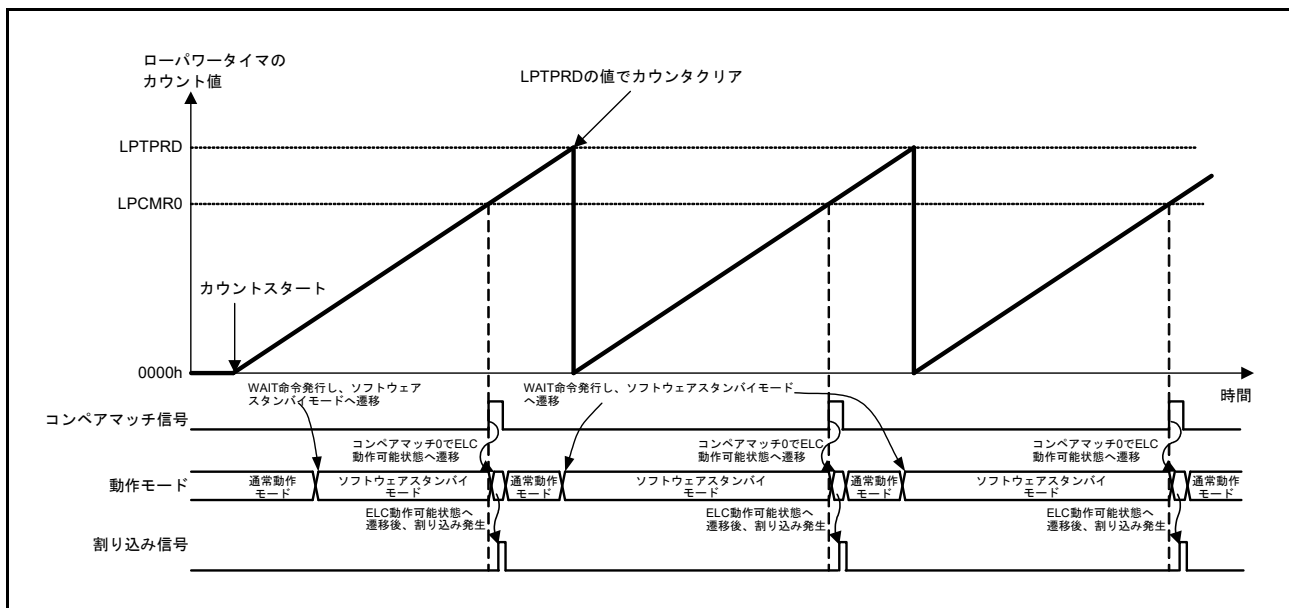 ローパワータイマの
カウント値
LPTPRDの値でカウンタクリア
LPTPRD
LPCMR0
カウントスタート
0000h
時間
WAIT命令発行し、ソフトウェア
スタンバイモードへ遷移
WAIT命令発行し、ソフトウェアスタンバイモード
へ遷移
コンペアマッチ信号
コンペアマッチ0でELC
動作可能状態へ遷移
コンペアマッチ0でELC
動作可能状態へ遷移
コンペアマッチ0でELC
動作可能状態へ遷移
動作モード
通常動作
モード
ソフトウェアスタンバイ
モード
通常動作
モード
ソフトウェアスタンバイ
モード
通常動作
モード
ソフトウェアスタンバイ
モード
通常動作
モード
ELC動作可能状態へ
遷移後、割り込み発生
ELC動作可能状態へ
遷移後、割り込み発生
ELC動作可能状態へ
遷移後、割り込み発生
割り込み信号